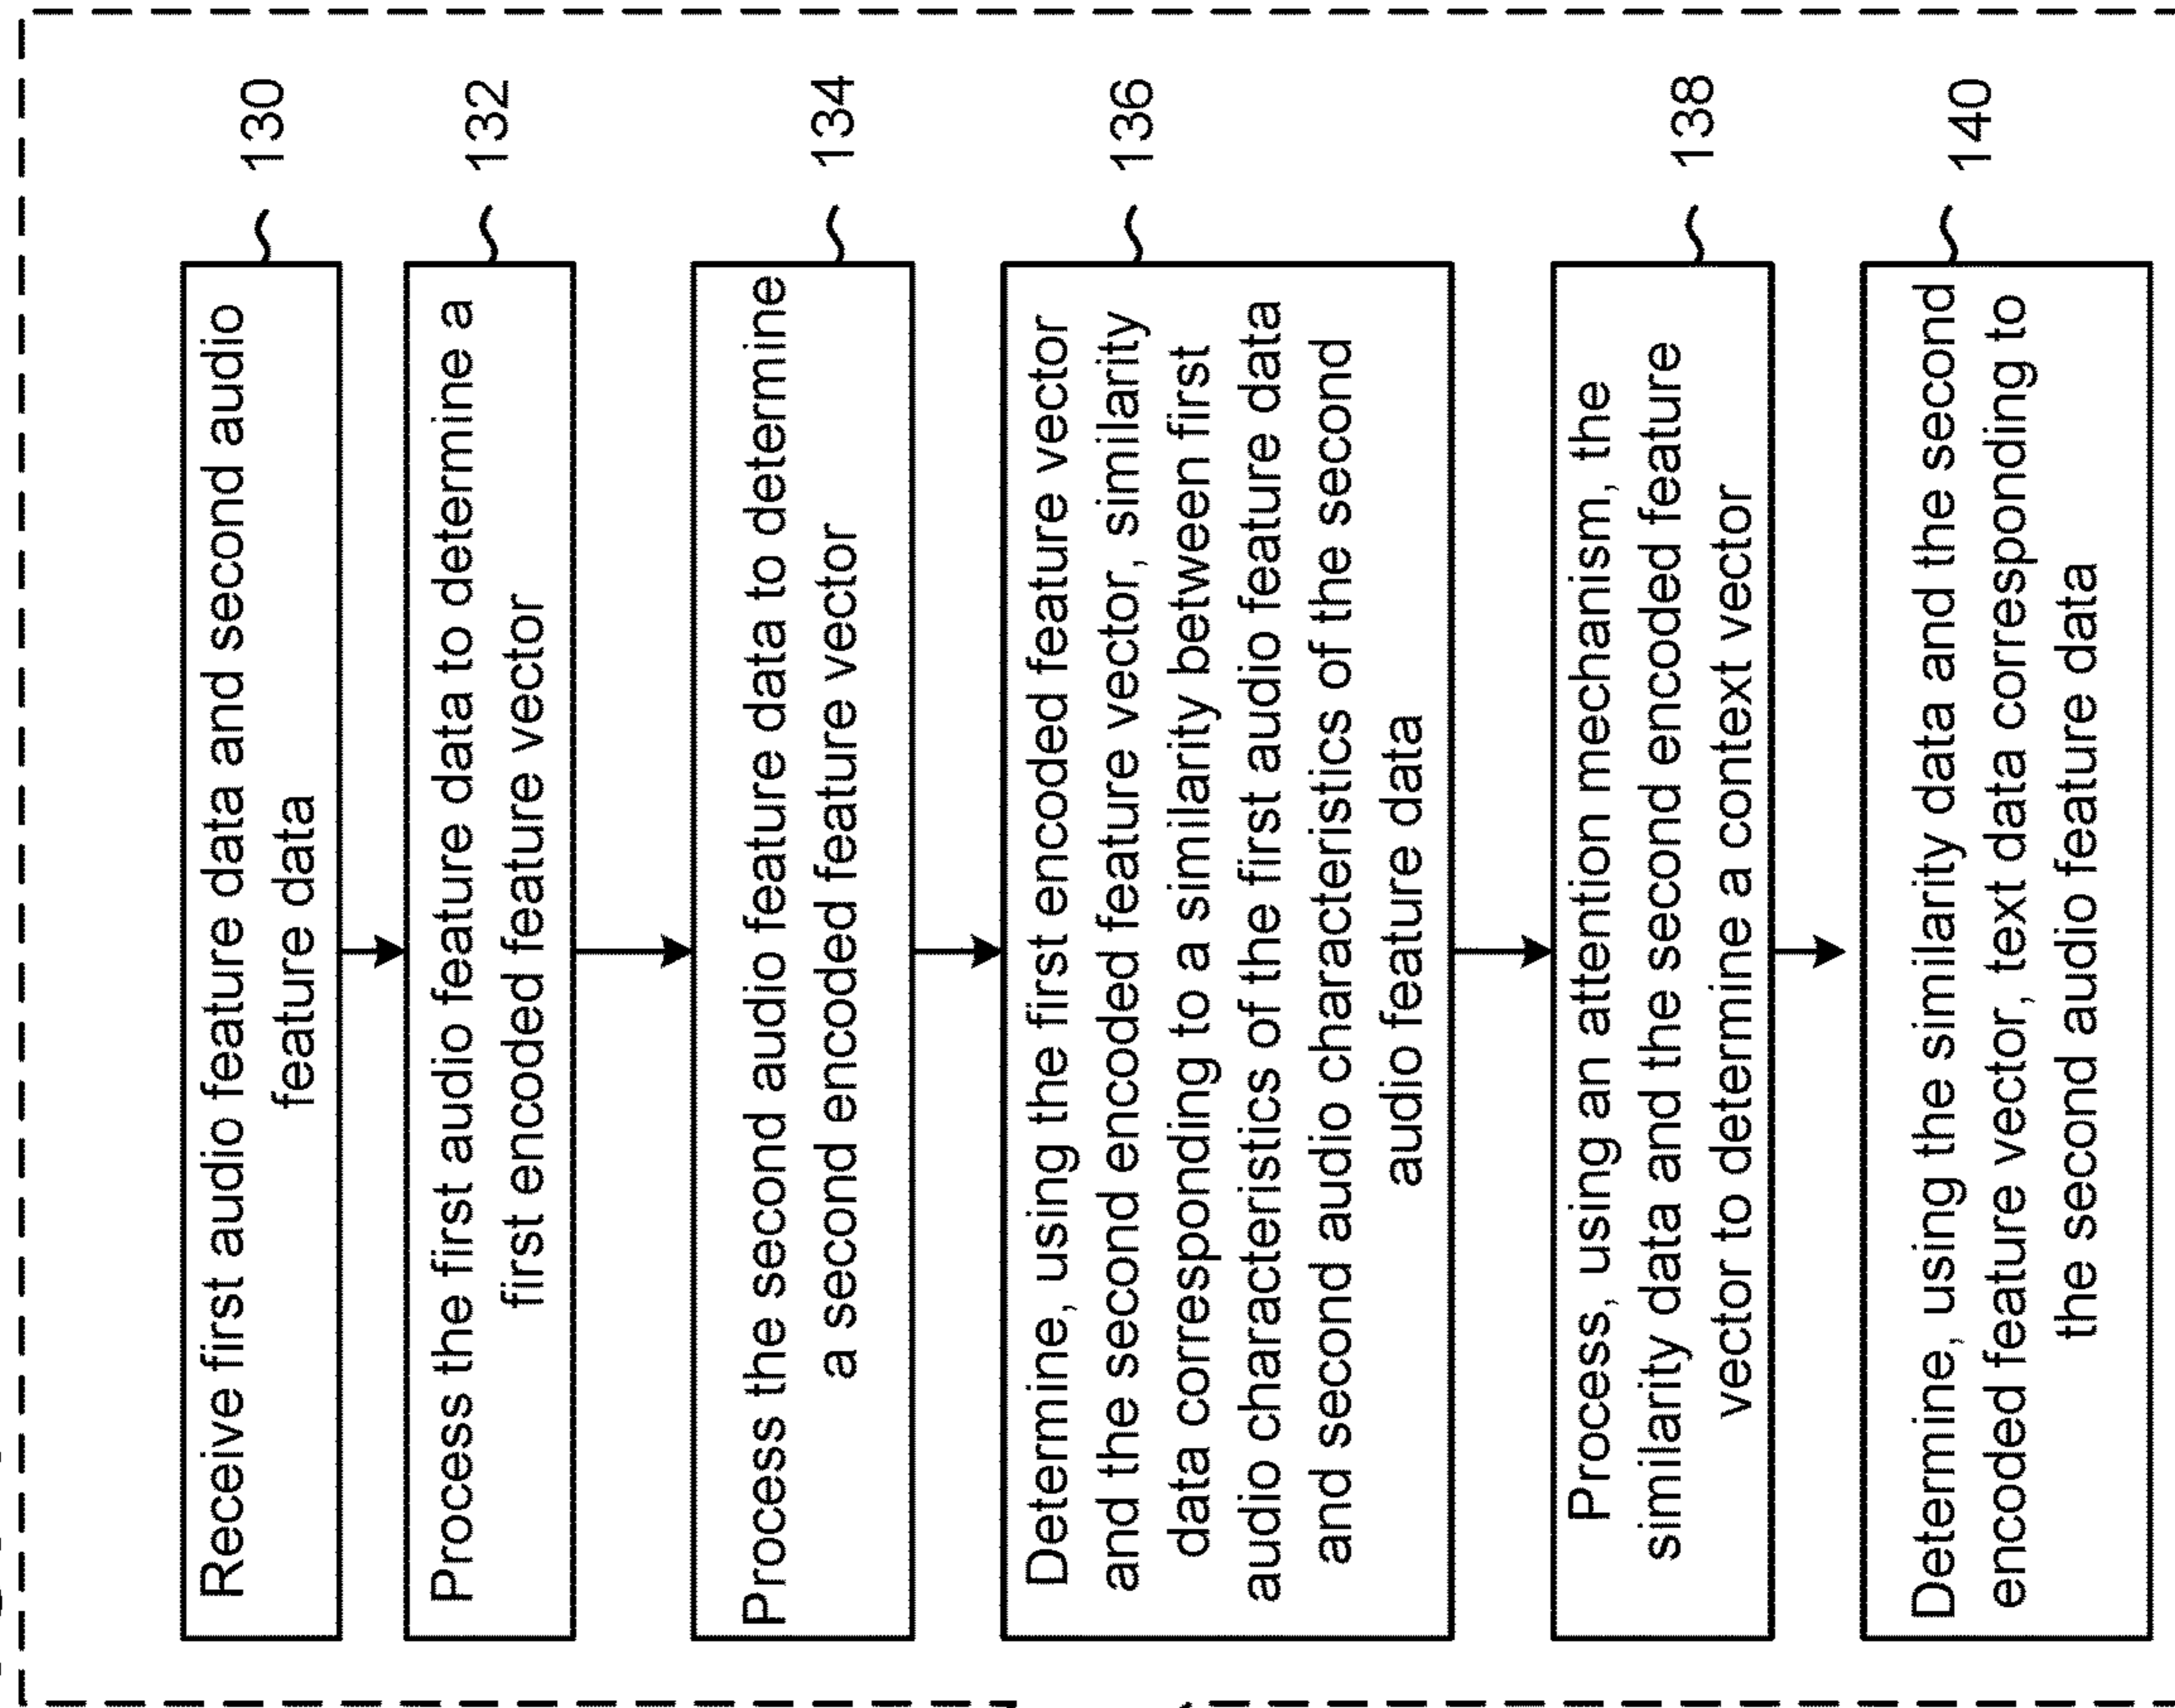 Receive first audio feature data and second audio
feature data
130
Process the first audio feature data to determine a
first encoded feature vector
132
Process the second audio feature data to determine
a second encoded feature vector
134
Determine, using the first encoded feature vector
and the second encoded feature vector, similarity
data corresponding to a similarity between first
audio characteristics of the first audio feature data
and second audio characteristics of the second
audio feature data
136
Process, using an attention mechanism, the
similarity data and the second encoded feature
vector to determine a context vector
138
Determine, using the similarity data and the second
encoded feature vector, text data corresponding to
the second audio feature data
140